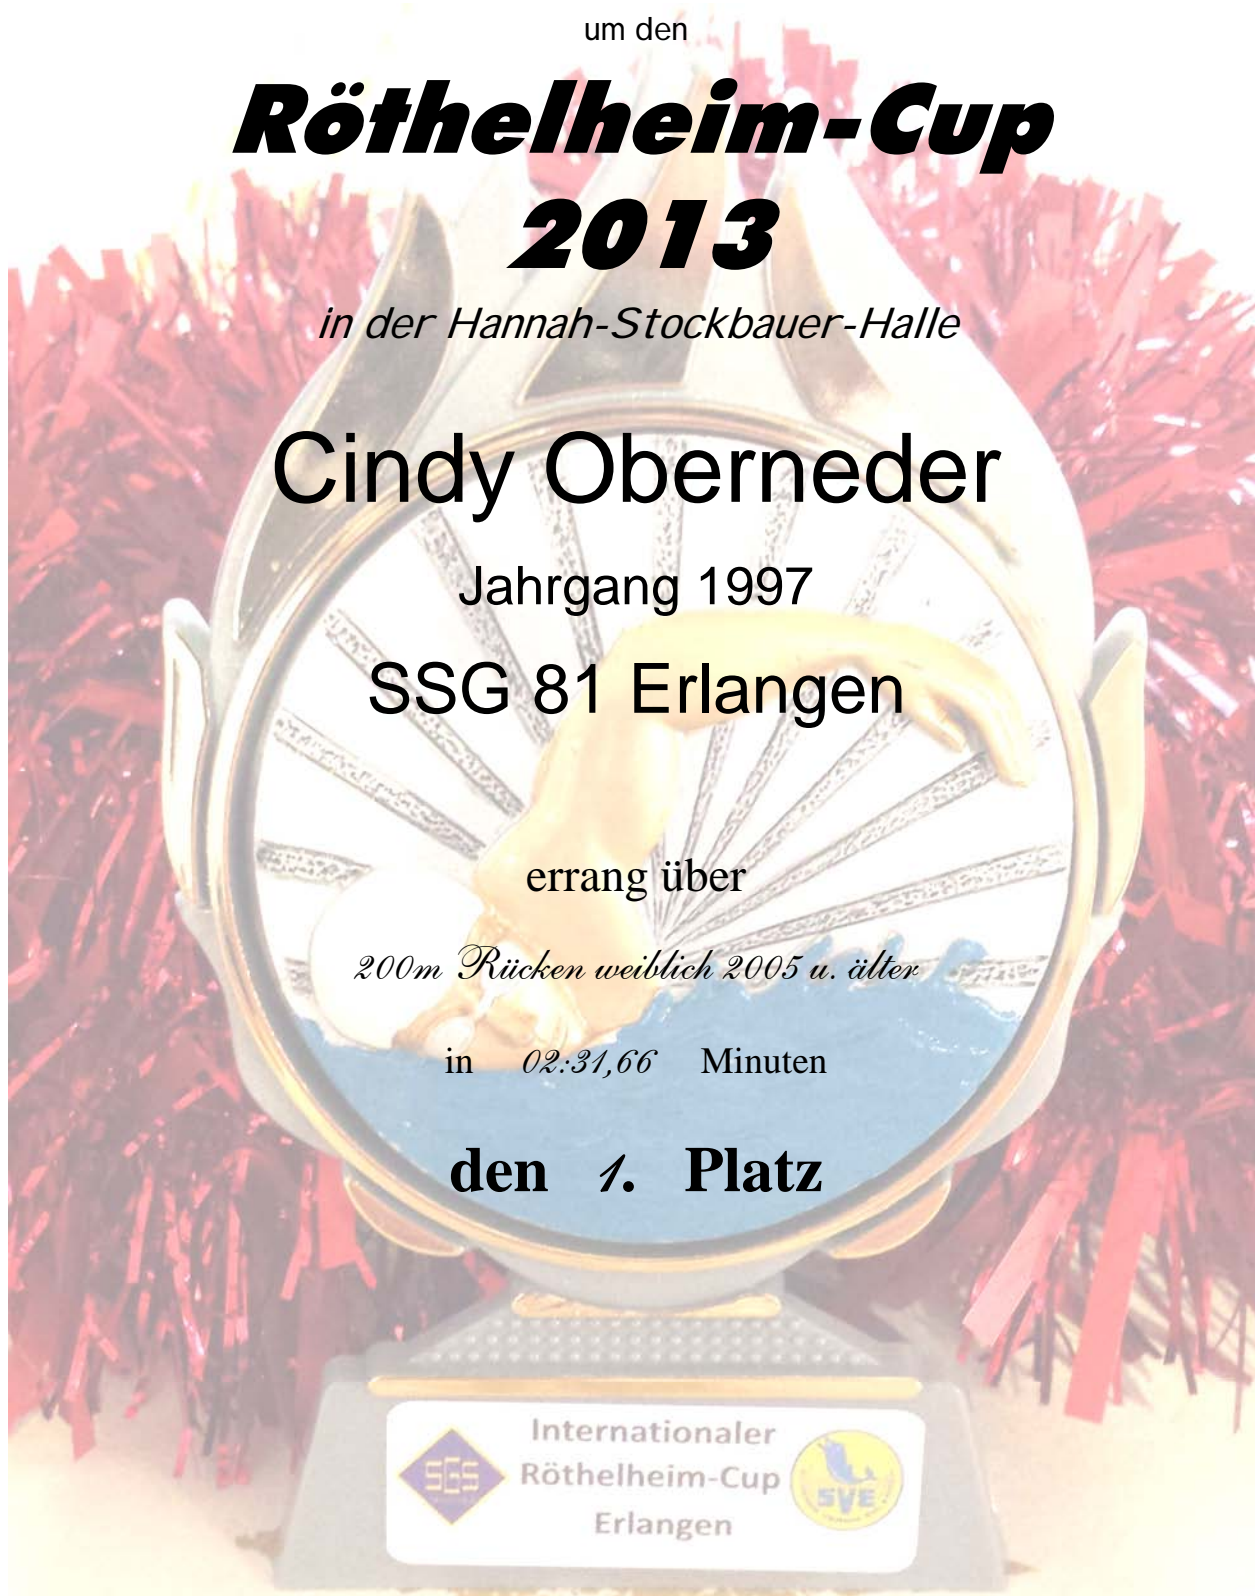 um den
Röthelheim-Cup
2013
in der Hannah-Stockbauer-Halle
Cindy Oberneder
Jahrgang 1997
SSG 81 Erlangen
errang über
200m Rücken weiblich 2005 u. älter
in 02:31,66 Minuten
den 1. Platz
Internationaler
SGS Röthelheim-Cup SVE
Erlangen